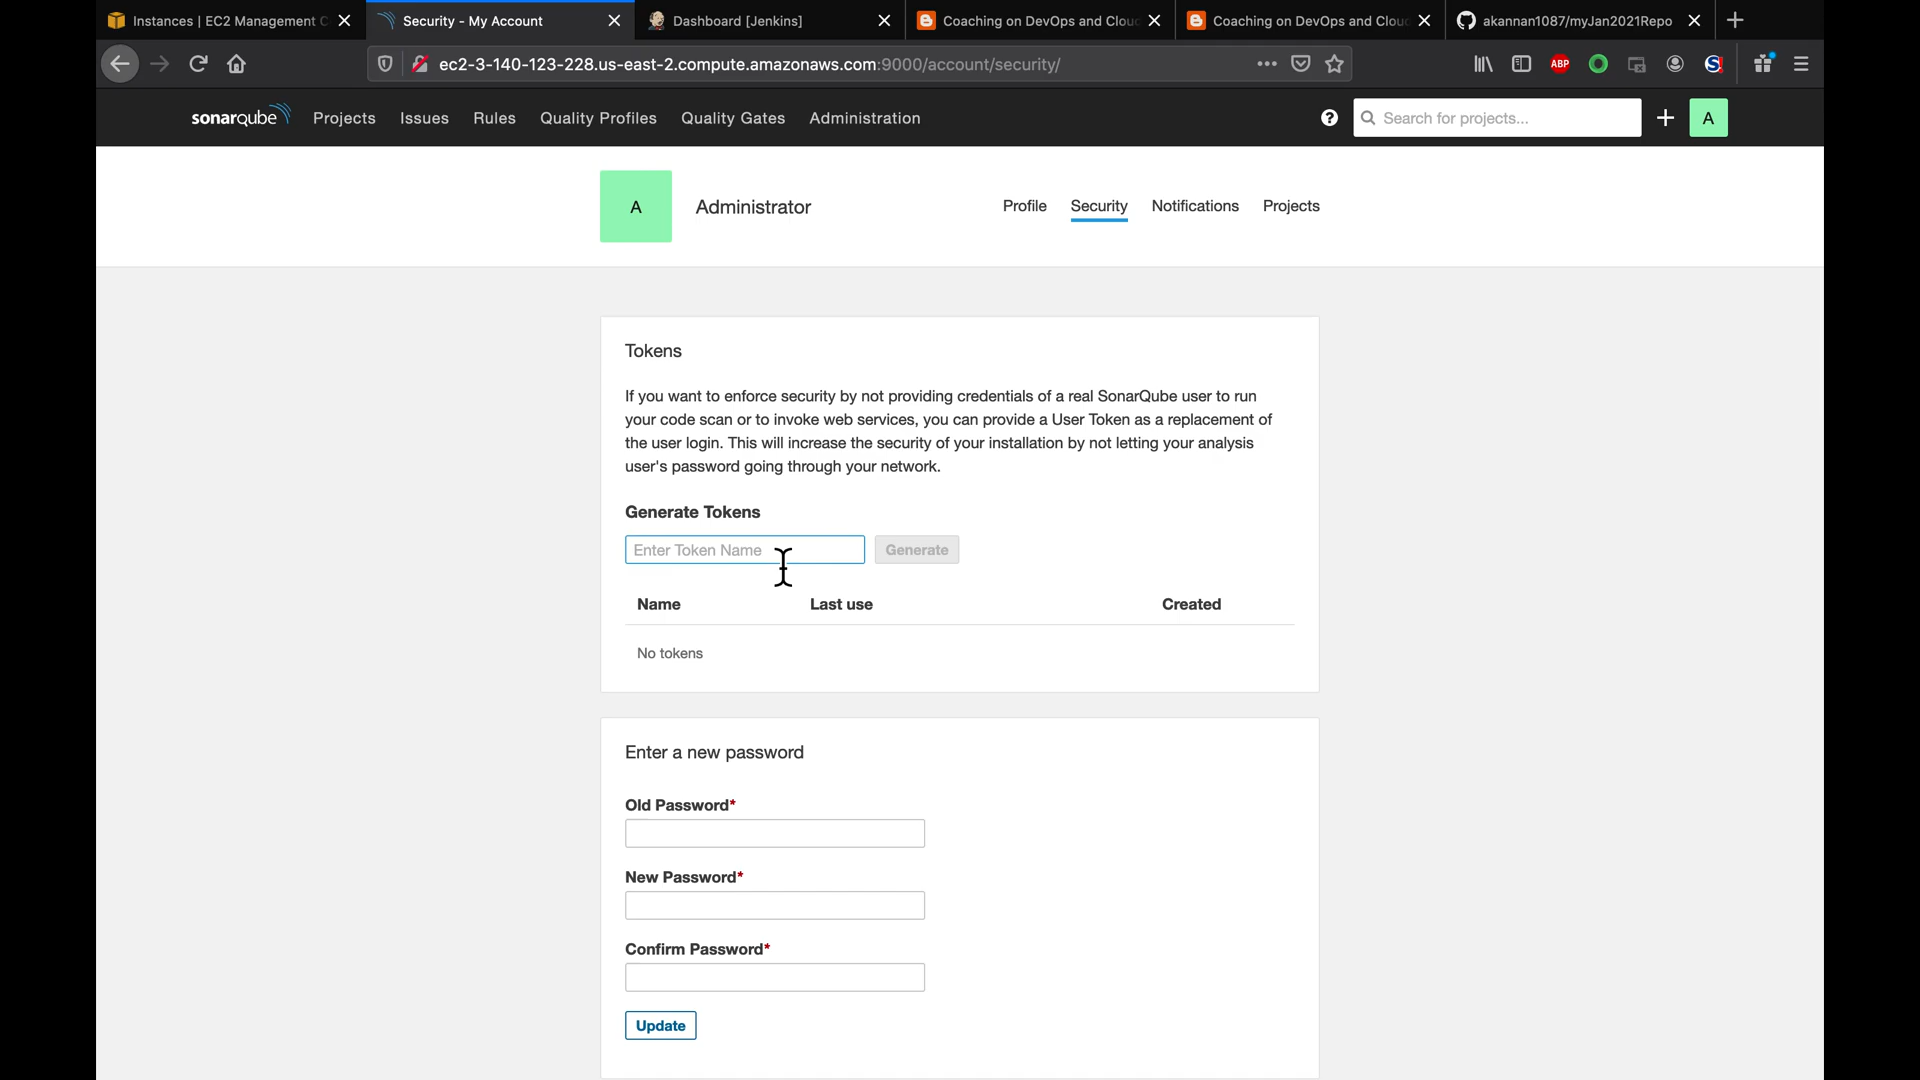 Instances | EC2 Management C
Security - My Account
Dashboard [Jenkins]
Coaching on DevOps and Clou
Coaching on DevOps and Clou
akannan1087/myJan2021Repo
ec2-3-140-123-228.us-east-2.compute.amazonaws.com:9000/account/security/
ABP
S
sonarqube
Projects
Issues
Rules
Quality Profiles
Quality Gates
Administration
?
Search for projects...
A
A
Administrator
Profile
Security
Notifications
Projects
Tokens
If you want to enforce security by not providing credentials of a real SonarQube user to run
your code scan or to invoke web services, you can provide a User Token as a replacement of
the user login. This will increase the security of your installation by not letting your analysis
user's password going through your network.
Generate Tokens
Enter Token Name
Generate
Name
Last use
Created
No tokens
Enter a new password
Old Password*
New Password*
Confirm Password*
Update